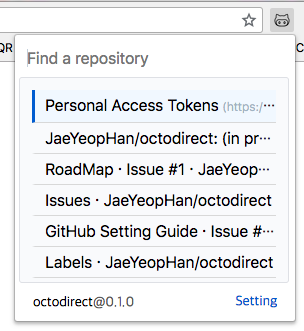 QR
C
Find a repository
Personal Access Tokens (https:/···
JaeYeopHan/octodirect: (in pr···
RoadMap · Issue #1 · JaeYeop···
Issues · JaeYeopHan/octodirect
GitHub Setting Guide · Issue #···
Labels · JaeYeopHan/octodirect
octodirect@0.1.0 Setting